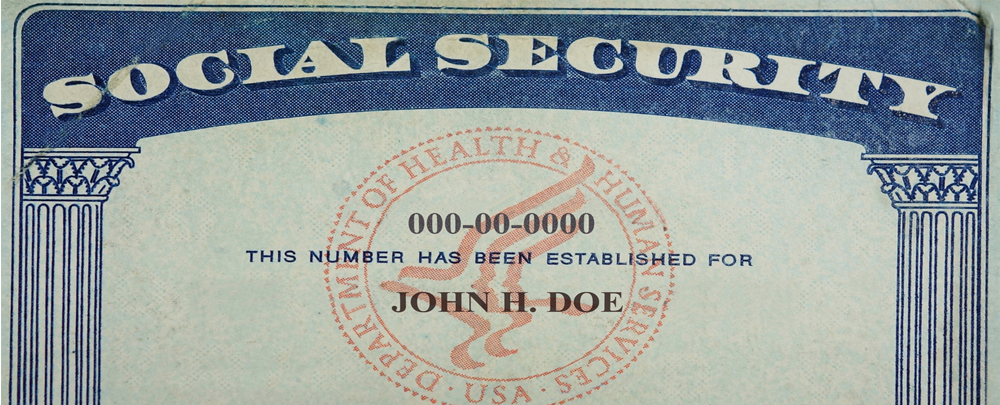 SOCIAL SECURITY
DEPARTMENT OF HEALTH & HUMAN SERVICES · USA ·
000-00-0000
THIS NUMBER HAS BEEN ESTABLISHED FOR
JOHN H. DOE